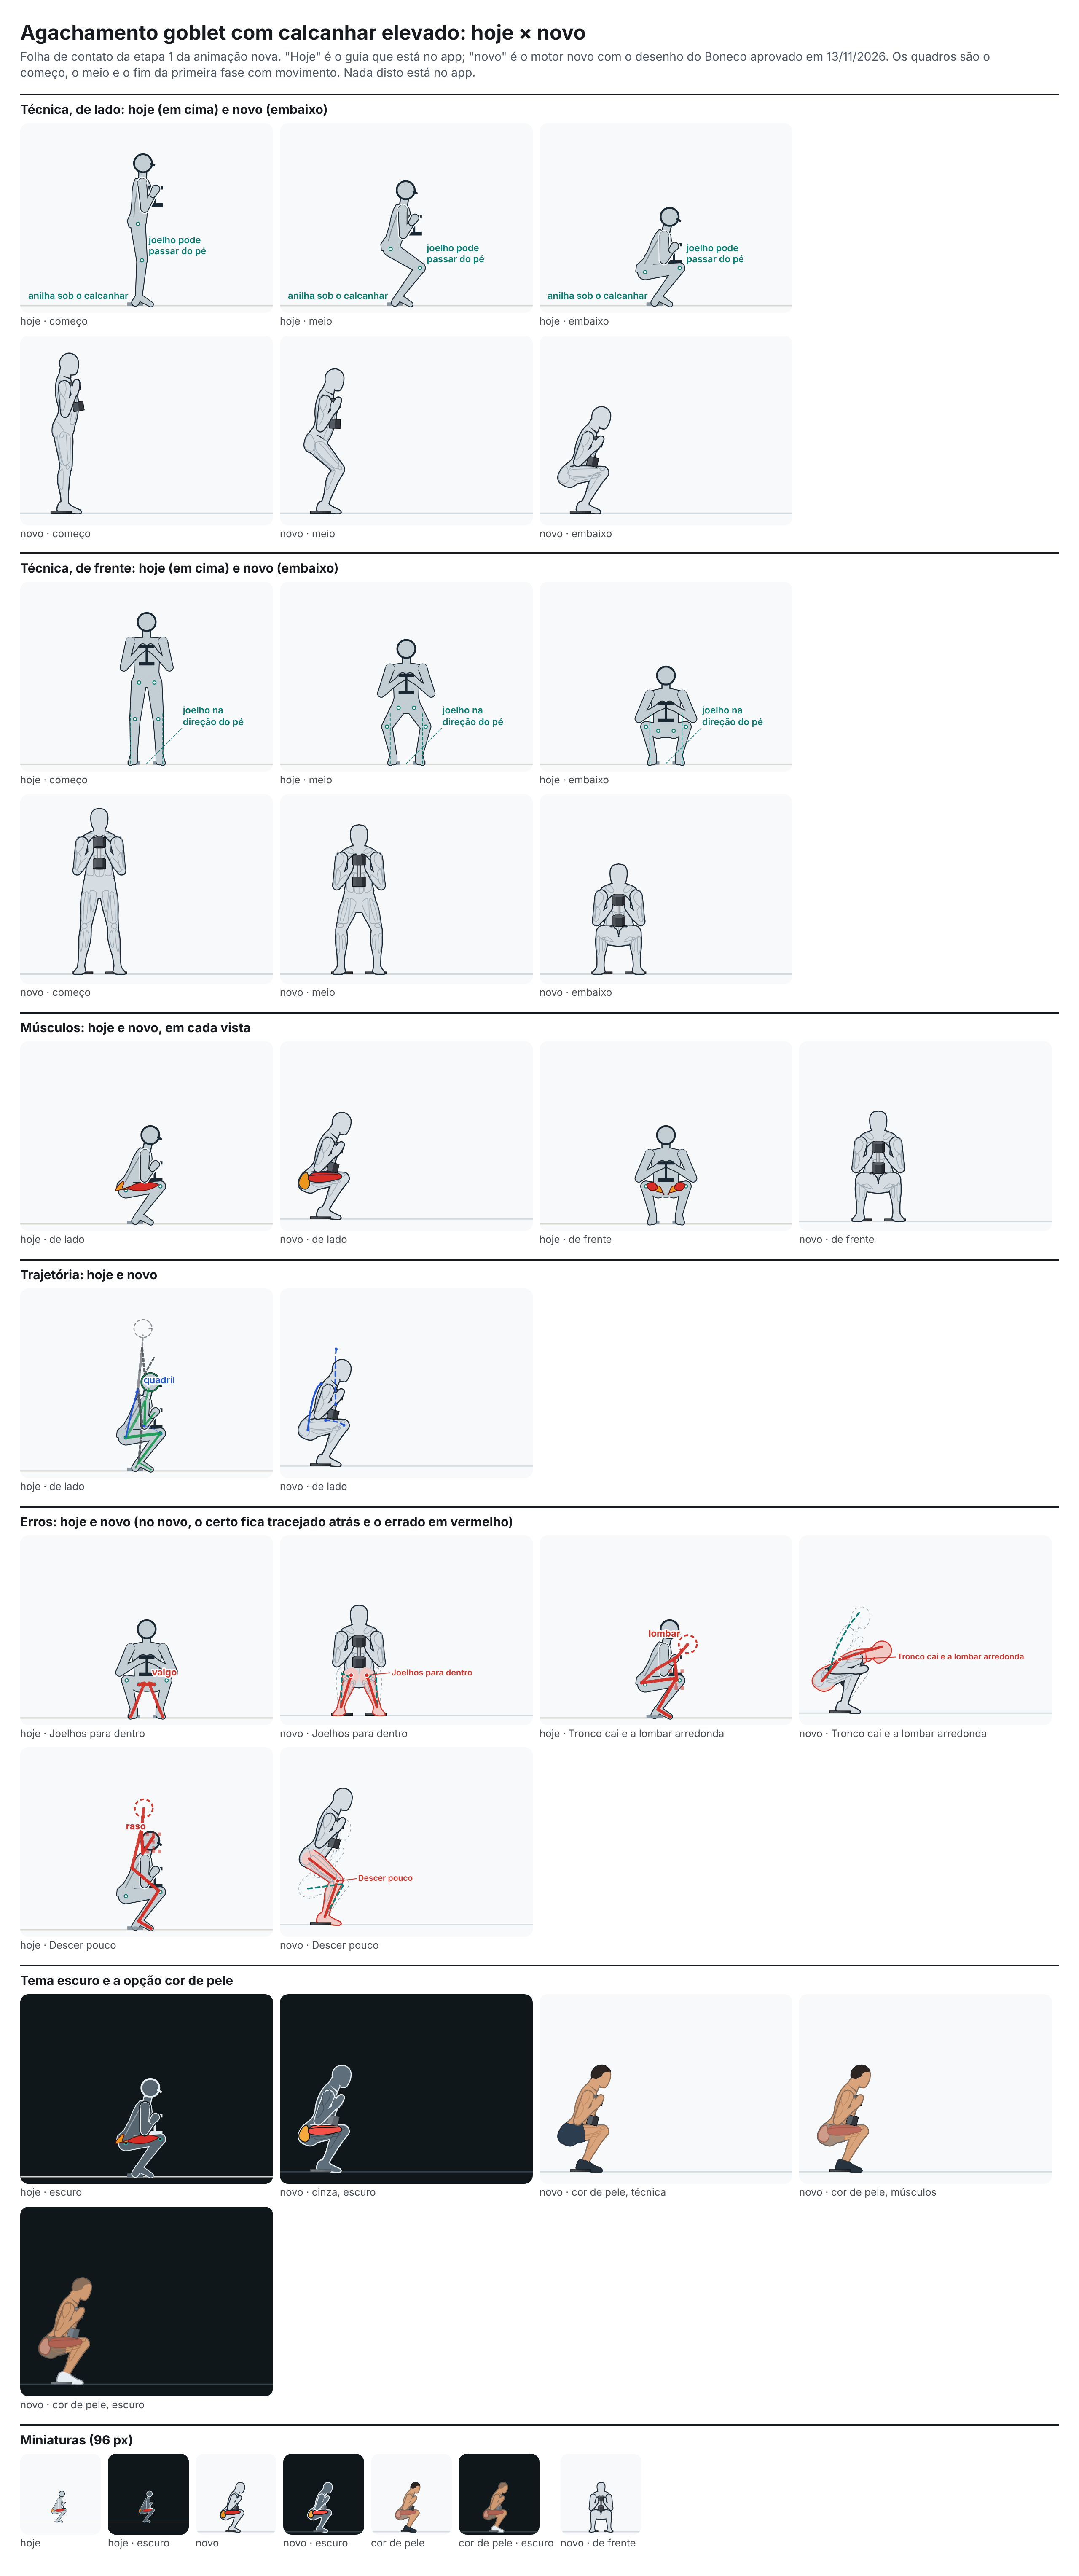 Agachamento goblet com calcanhar elevado: hoje × novo
Folha de contato da etapa 1 da animação nova. "Hoje" é o guia que está no app; "novo" é o motor novo com o desenho do Boneco aprovado em 13/11/2026. Os quadros são o
começo, o meio e o fim da primeira fase com movimento. Nada disto está no app.
Técnica, de lado: hoje (em cima) e novo (embaixo)
joelho pode
passar do pé
anilha sob o calcanhar
joelho pode
passar do pé
anilha sob o calcanhar
joelho pode
passar do pé
anilha sob o calcanhar
hoje · começo
hoje · meio
hoje · embaixo
novo · começo
novo · meio
novo · embaixo
Técnica, de frente: hoje (em cima) e novo (embaixo)
joelho na
direção do pé
joelho na
direção do pé
joelho na
direção do pé
hoje · começo
hoje · meio
hoje · embaixo
novo · começo
novo · meio
novo · embaixo
Músculos: hoje e novo, em cada vista
hoje · de lado
novo · de lado
hoje · de frente
novo · de frente
Trajetória: hoje e novo
quadril
hoje · de lado
novo · de lado
Erros: hoje e novo (no novo, o certo fica tracejado atrás e o errado em vermelho)
valgo
Joelhos para dentro
lombar
Tronco cai e a lombar arredonda
hoje · Joelhos para dentro
novo · Joelhos para dentro
hoje · Tronco cai e a lombar arredonda
novo · Tronco cai e a lombar arredonda
raso
Descer pouco
hoje · Descer pouco
novo · Descer pouco
Tema escuro e a opção cor de pele
hoje · escuro
novo · cinza, escuro
novo · cor de pele, técnica
novo · cor de pele, músculos
novo · cor de pele, escuro
Miniaturas (96 px)
hoje
hoje · escuro
novo
novo · escuro
cor de pele
cor de pele · escuro
novo · de frente